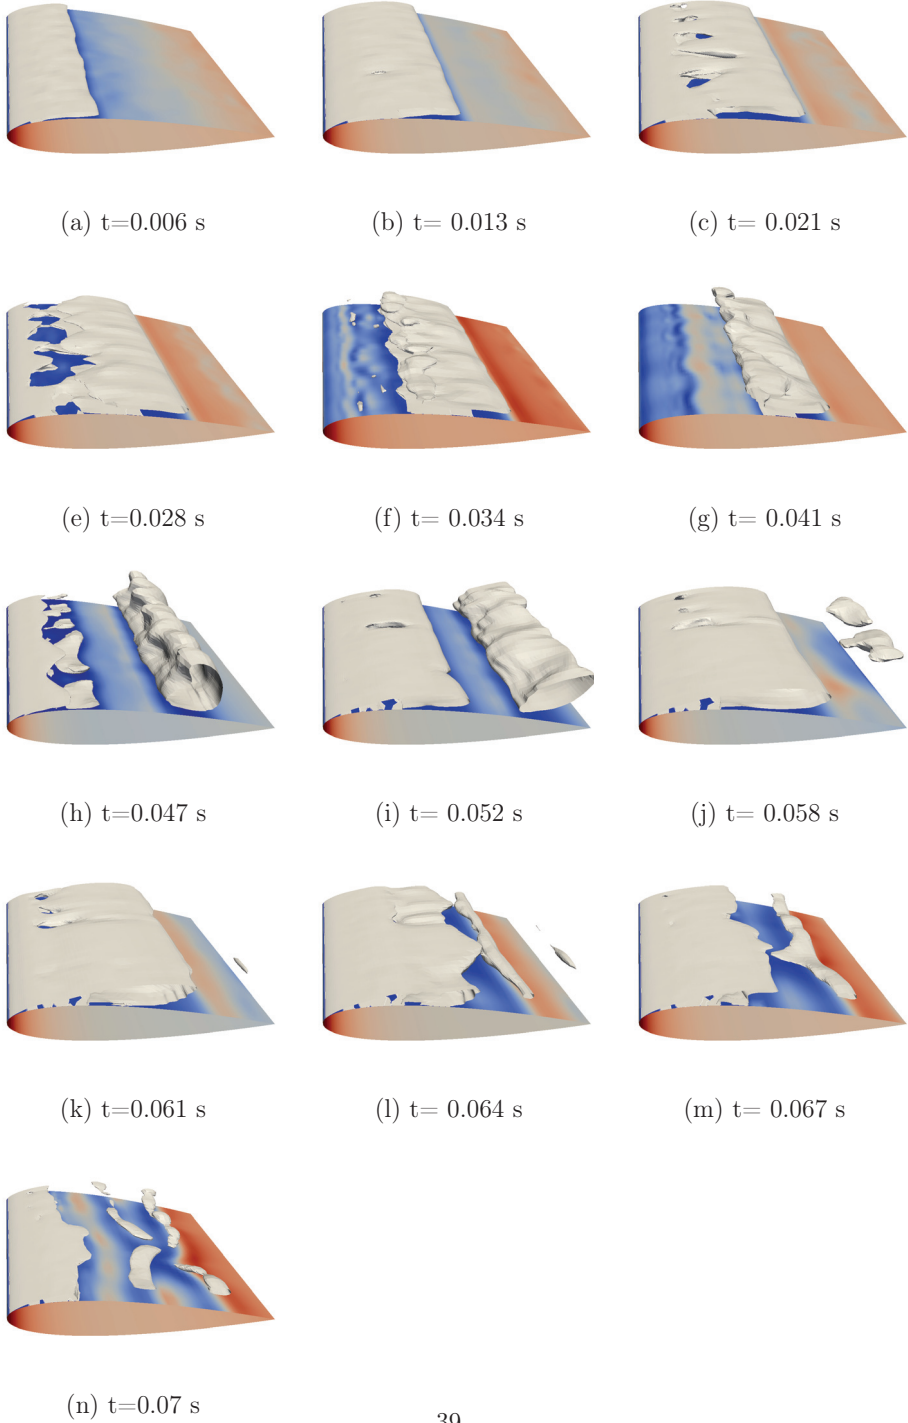 (a) t=0.006 s
(b) t= 0.013 s
(c) t= 0.021 s
(e) t=0.028 s
(f) t= 0.034 s
(g) t= 0.041 s
(h) t=0.047 s
(i) t= 0.052 s
(j) t= 0.058 s
(k) t=0.061 s
(l) t= 0.064 s
(m) t= 0.067 s
(n) t=0.07 s
39